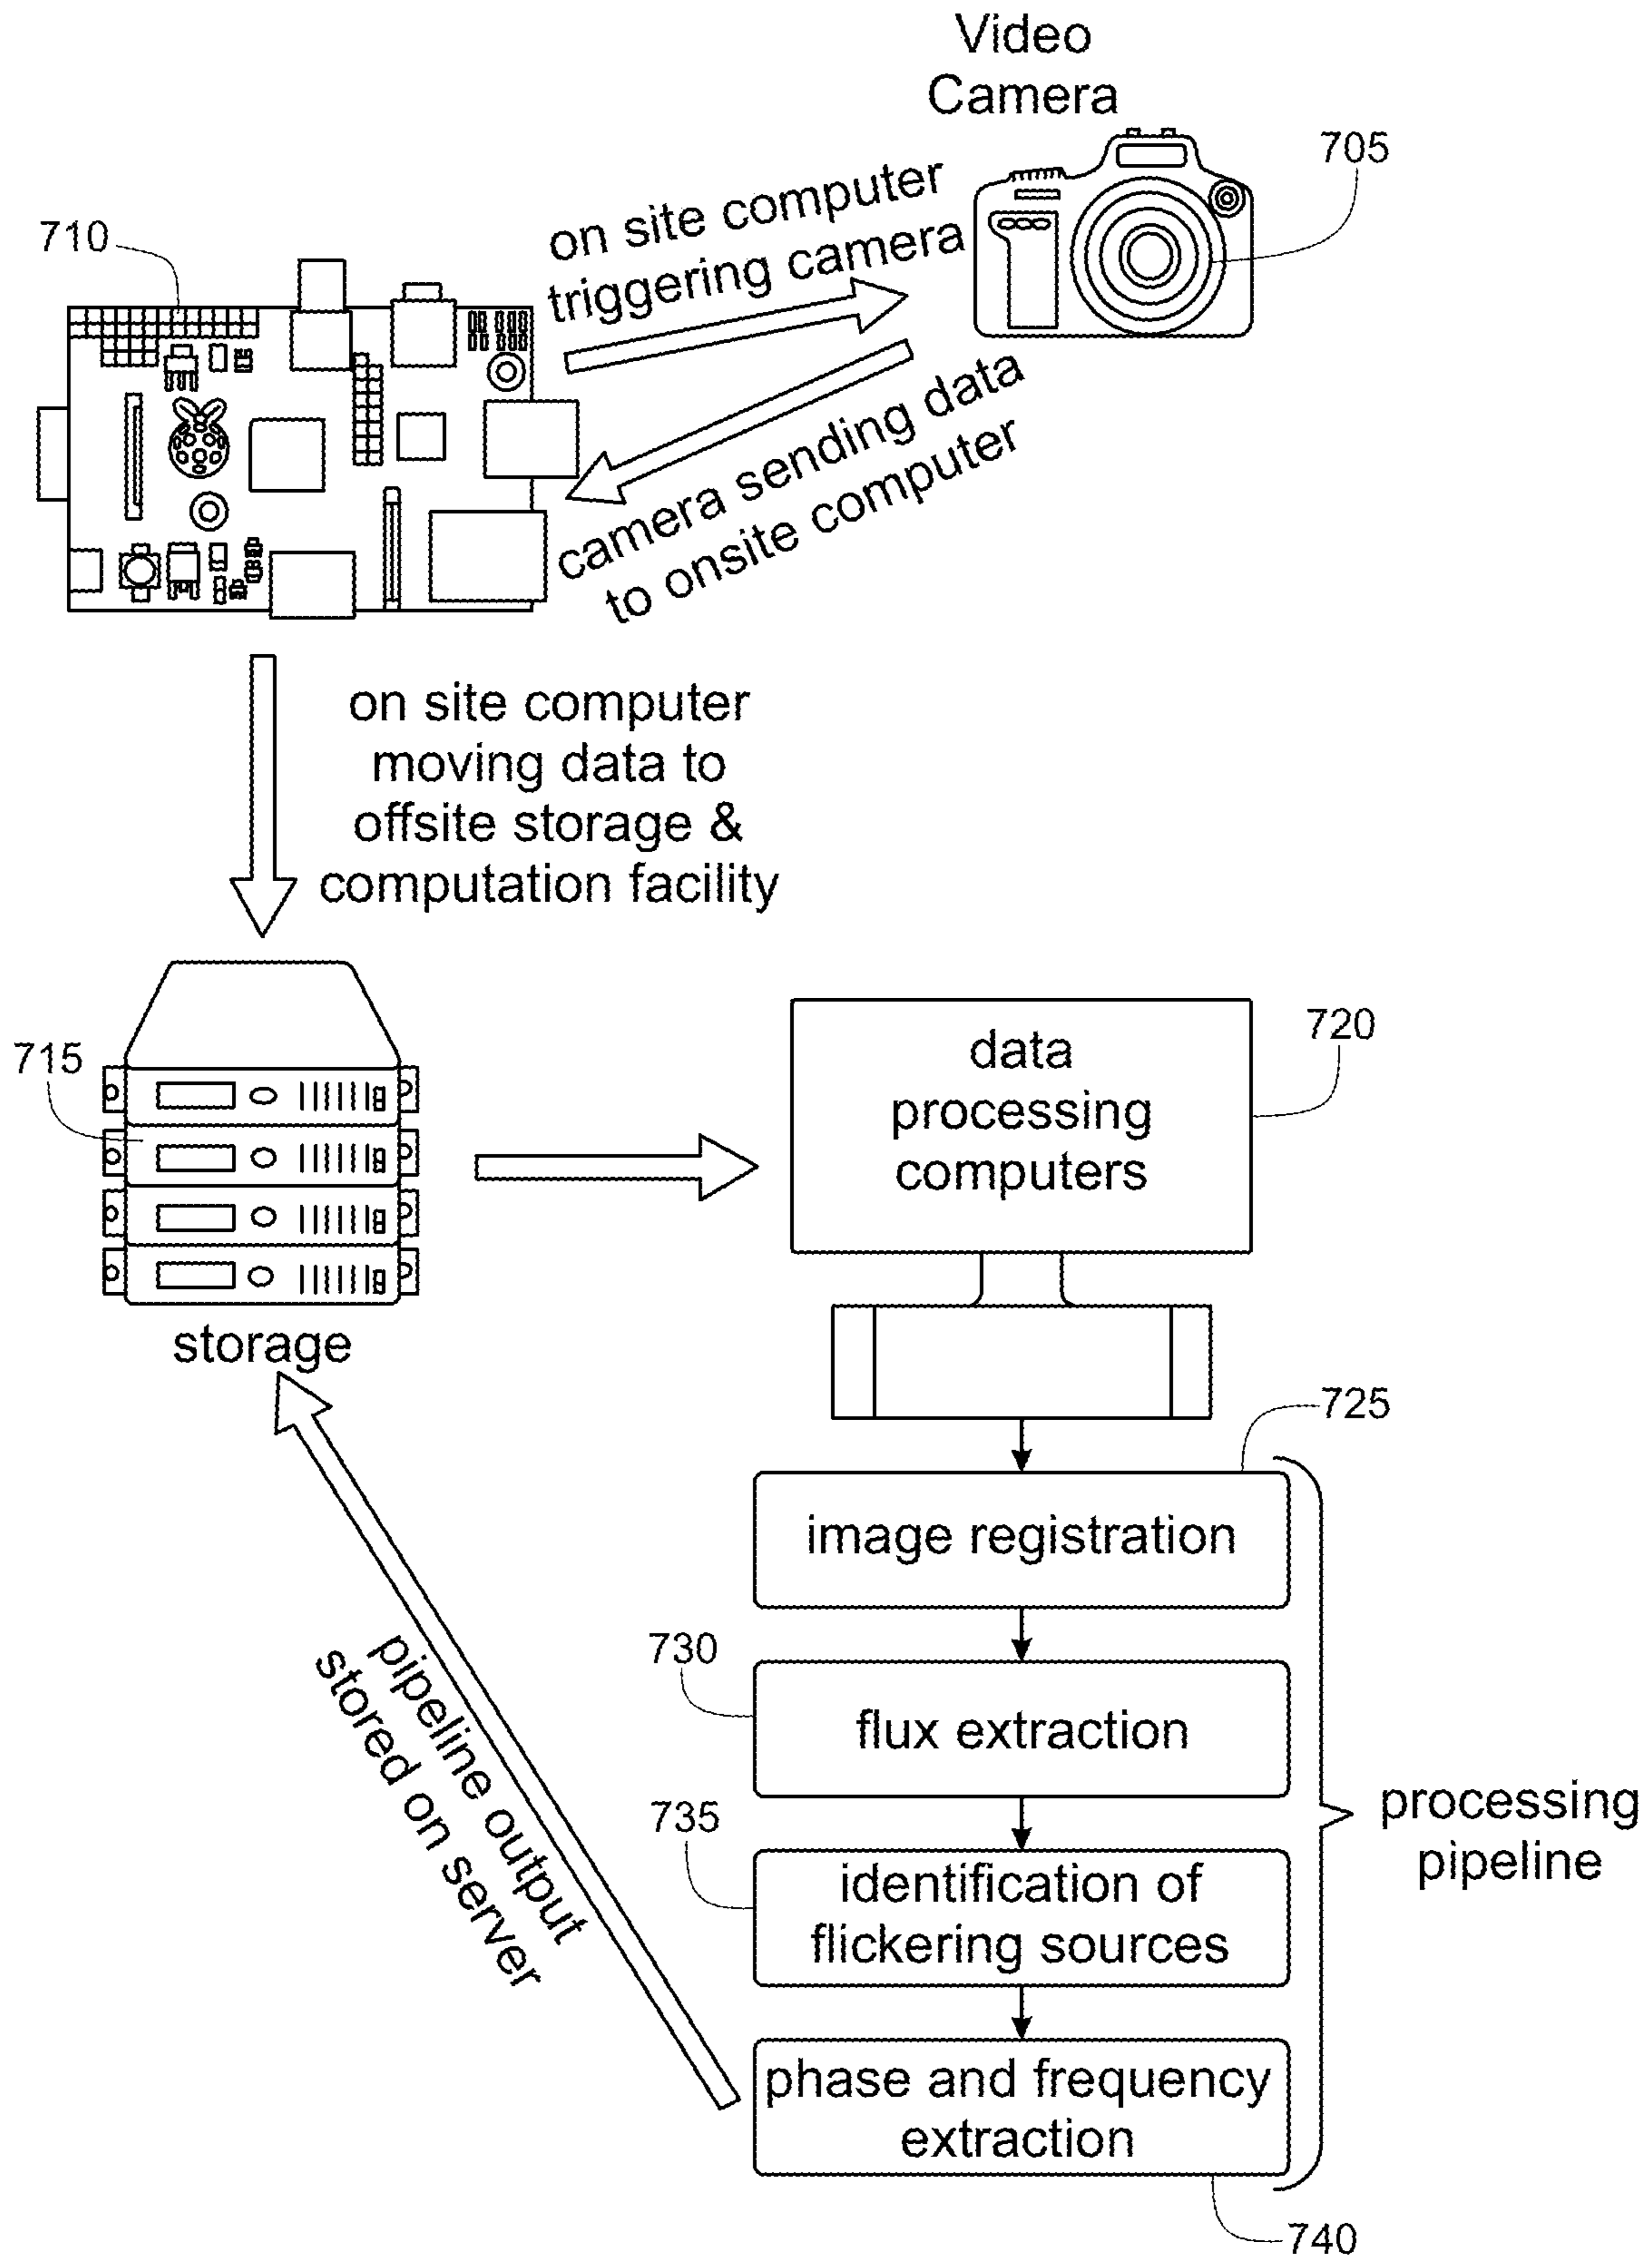 Video
Camera
705
710
on site computer
triggering camera
camera sending data
to onsite computer
on site computer
moving data to
offsite storage &
computation facility
715
storage
720
data
processing
computers
725
image registration
730
flux extraction
735
identification of
flickering sources
phase and frequency
extraction
740
processing
pipeline
pipeline output
stored on server